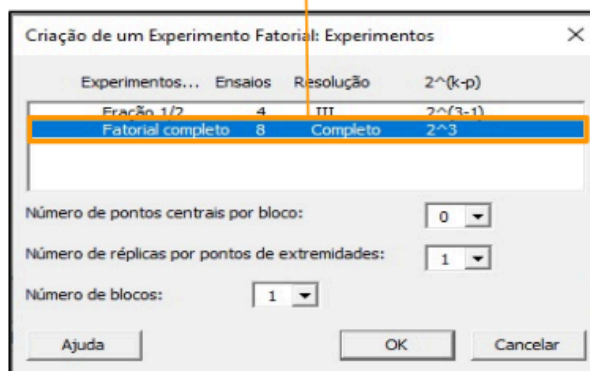 Criação de um Experimento Fatorial: Experimentos
Experimentos... Ensaios Resolução 2^(k-p)
Fração 1/2 4 III 2^(3-1)
Fatorial completo 8 Completo 2^3
Número de pontos centrais por bloco: 0
Número de réplicas por pontos de extremidades: 1
Número de blocos: 1
Ajuda OK Cancelar